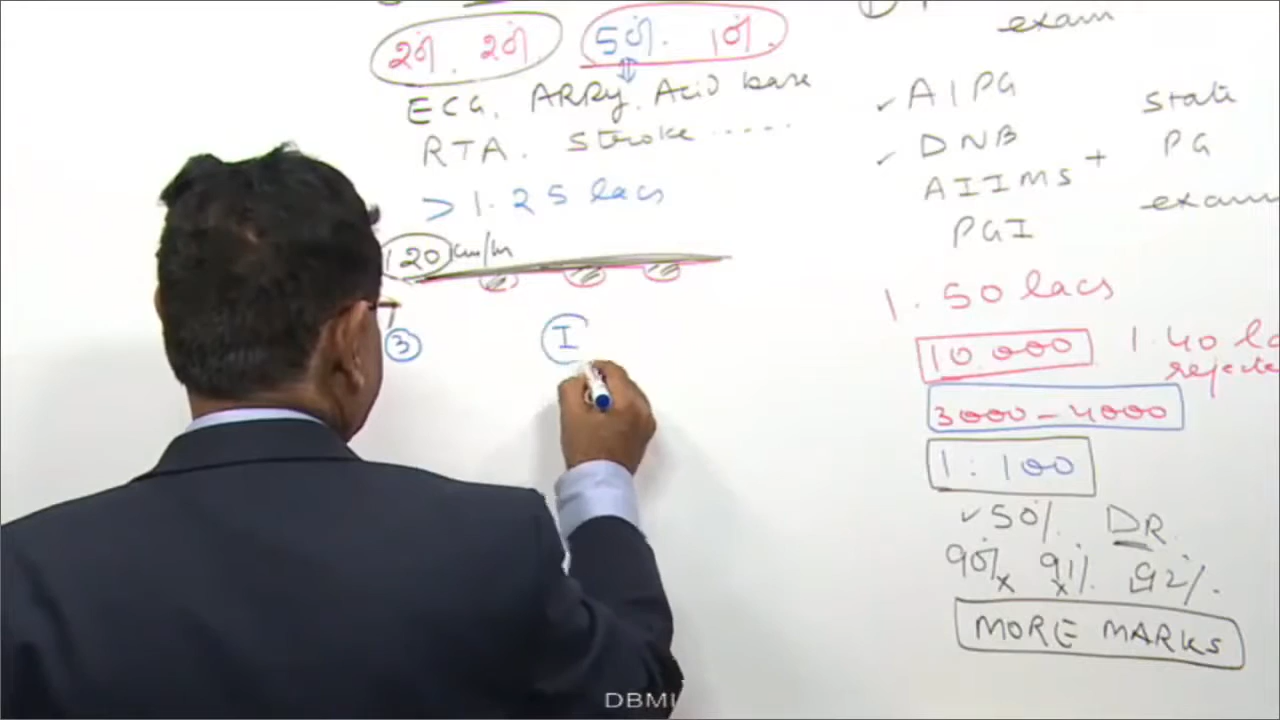 20%. 20% 50%. 10%.
ECG, ARRY, Acid base
RTA. stroke .....
> 1.25 lacs
120 km/hr
3
I
exam
✓ AIPG
✓ DNB
AIIMS +
PGI
state
PG
exam
1.50 lacs
10.000 1.40
rejecte
3000-4000
1:100
✓ 50% DR.
90%x 91%x 92%.
MORE MARKS
DBMI